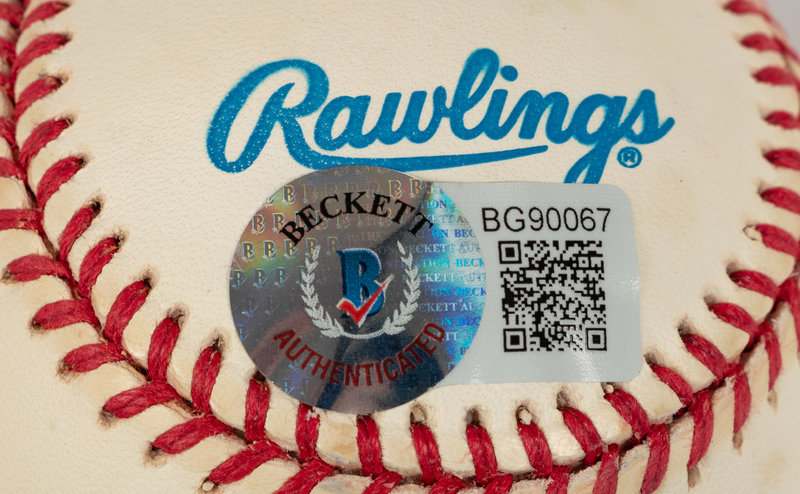 Rawlings®
BECKETT
BG90067
B
AUTHENTICATED